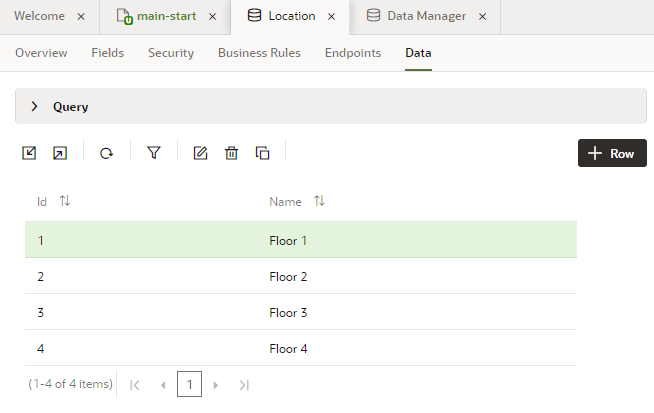 Welcome × main-start × Location × Data Manager ×
Overview Fields Security Business Rules Endpoints Data
Query
+ Row
Id Name
1 Floor 1
2 Floor 2
3 Floor 3
4 Floor 4
(1-4 of 4 items) 1